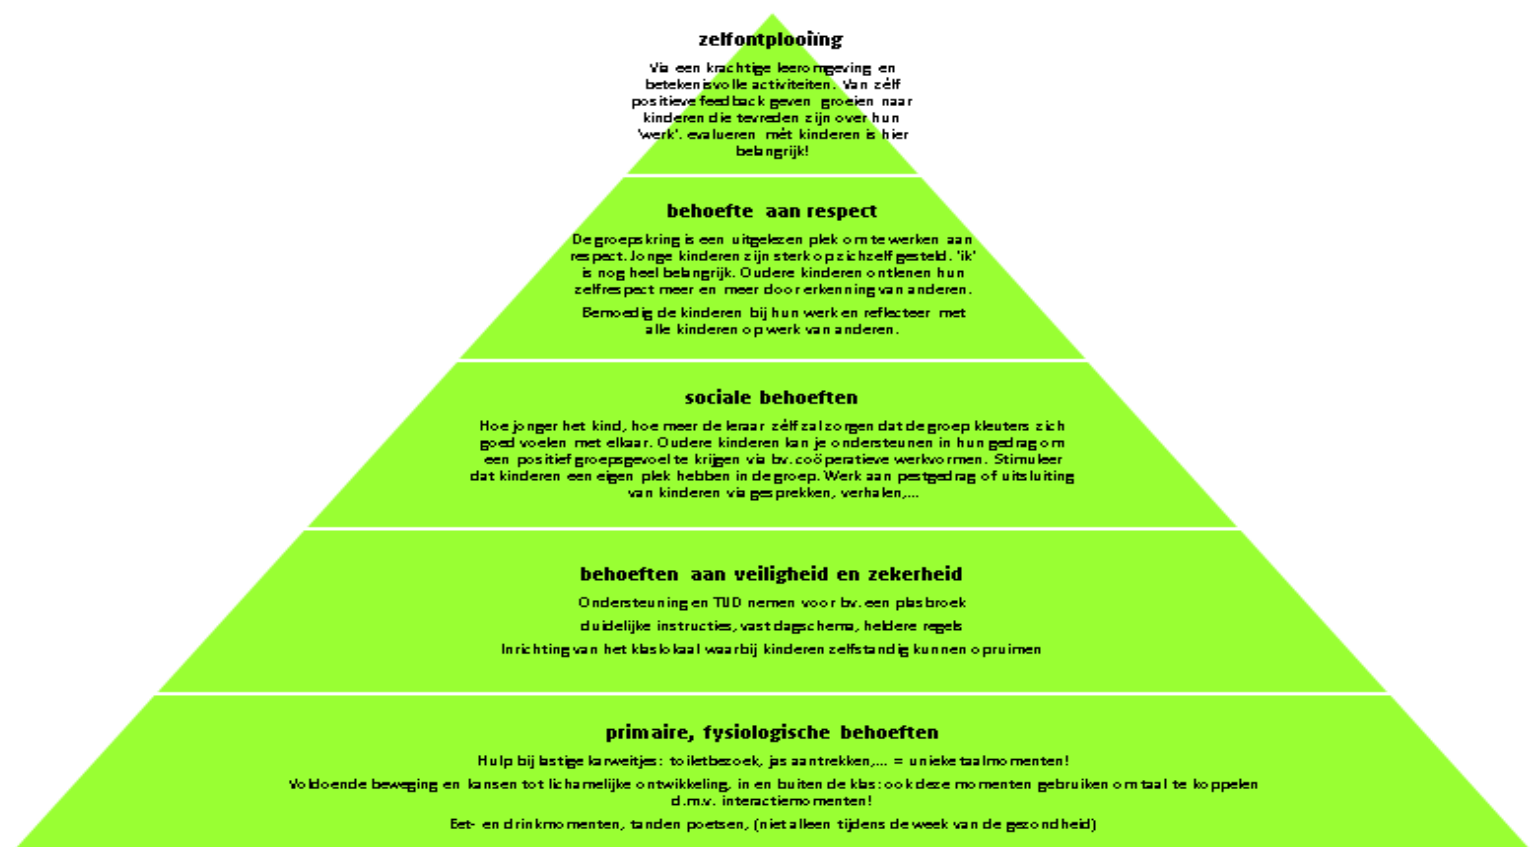 zelfontplooiing
Via een krachtige leeromgeving en
betekenisvolle activiteiten. Van zélf
positieve feedback geven groeien naar
kinderen die tevreden zijn over hun
'werk'. evalueren mét kinderen is hier
belangrijk!
behoefte aan respect
De groepskring is een uitgelezen plek om te werken aan
respect. Jonge kinderen zijn sterk op zichzelf gesteld. 'ik'
is nog heel belangrijk. Oudere kinderen ontlenen hun
zelfrespect meer en meer door erkenning van anderen.
Bemoedig de kinderen bij hun werk en reflecteer met
alle kinderen op werk van anderen.
sociale behoeften
Hoe jonger het kind, hoe meer de leraar zélf zal zorgen dat de groep kleuters zich
goed voelen met elkaar. Oudere kinderen kan je ondersteunen in hun gedrag om
een positief groepsgevoel te krijgen via bv. coöperatieve werkvormen. Stimuleer
dat kinderen een eigen plek hebben in de groep. Werk aan pestgedrag of uitsluiting
van kinderen via gesprekken, verhalen,...
behoeften aan veiligheid en zekerheid
Ondersteuning en TIJD nemen voor bv. een plasbroek
duidelijke instructies, vast dagschema, heldere regels
Inrichting van het klaslokaal waarbij kinderen zelfstandig kunnen opruimen
primaire, fysiologische behoeften
Hulp bij lastige karweitjes: toiletbezoek, jas aantrekken,... = unieke taalmomenten!
Voldoende beweging en kansen tot lichamelijke ontwikkeling, in en buiten de klas: ook deze momenten gebruiken om taal te koppelen
d.m.v. interactiemomenten!
Eet- en drinkmomenten, tanden poetsen, (niet alleen tijdens de week van de gezondheid)